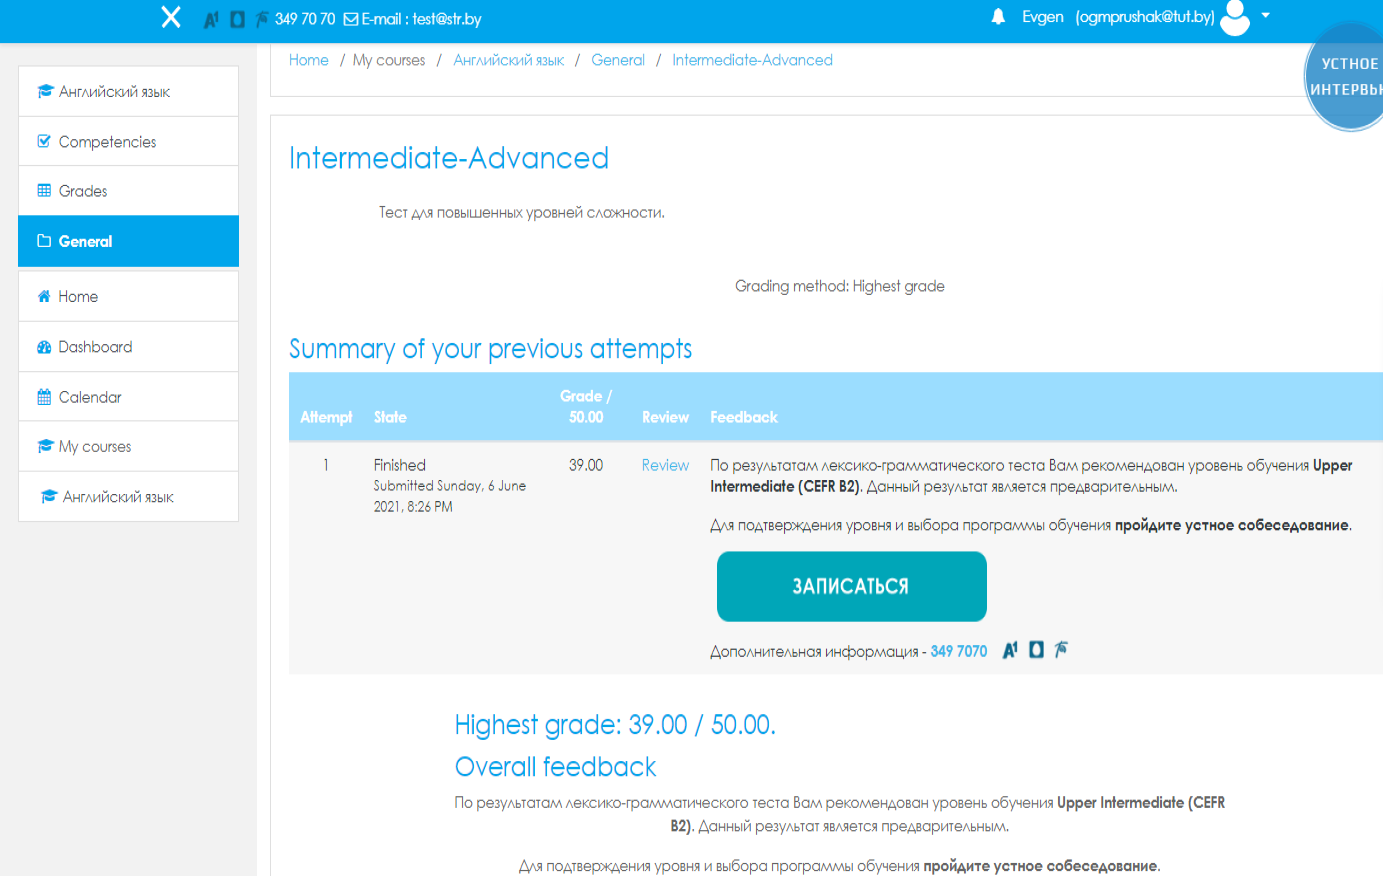 349 70 70 E-mail : test@str.by
Evgen (ogmprushak@tut.by)
УСТНОЕ
ИНТЕРВЬЮ
Английский язык
Competencies
Grades
General
Home
Dashboard
Calendar
My courses
Английский язык
Home / My courses / Английский язык / General / Intermediate-Advanced
Intermediate-Advanced
Тест для повышенных уровней сложности.
Grading method: Highest grade
Summary of your previous attempts
Attempt State Grade / 50.00 Review Feedback
1 Finished 39.00 Review По результатам лексико-грамматического теста Вам рекомендован уровень обучения Upper
Submitted Sunday, 6 June Intermediate (CEFR B2). Данный результат является предварительным.
2021, 8:26 PM
Для подтверждения уровня и выбора программы обучения пройдите устное собеседование.
ЗАПИСАТЬСЯ
Дополнительная информация - 349 7070 A1
Highest grade: 39.00 / 50.00.
Overall feedback
По результатам лексико-грамматического теста Вам рекомендован уровень обучения Upper Intermediate (CEFR
B2). Данный результат является предварительным.
Для подтверждения уровня и выбора программы обучения пройдите устное собеседование.